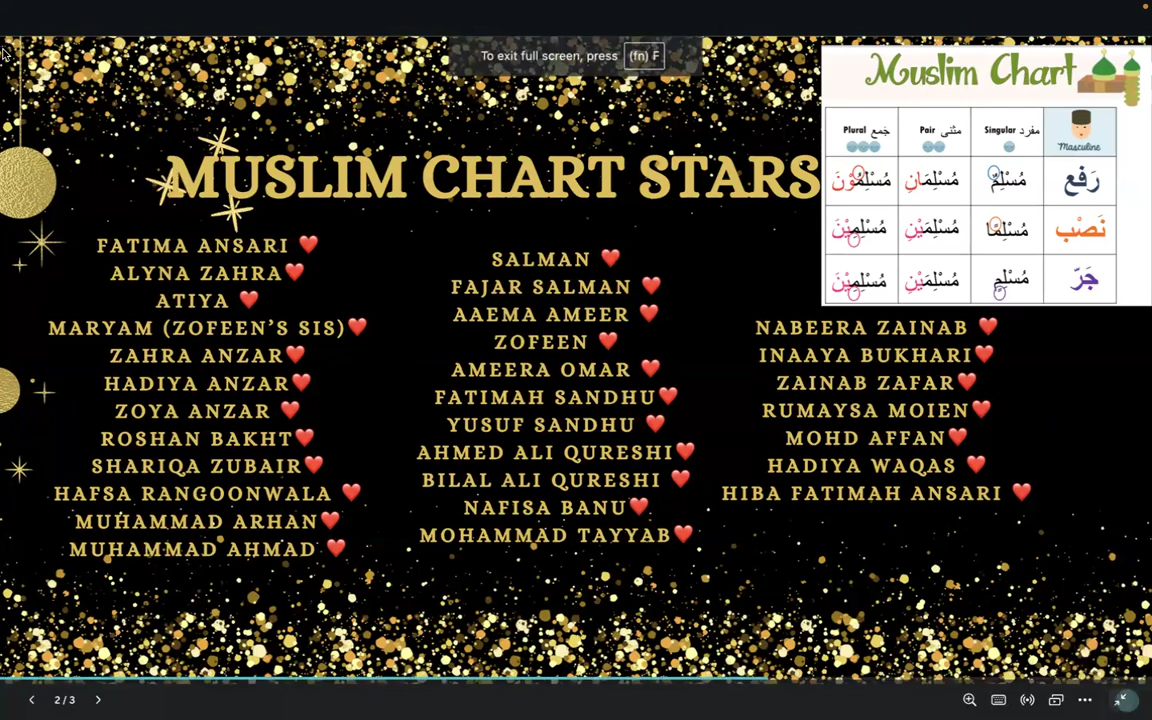 To exit full screen, press (fn) F
MUSLIM CHART STARS
FATIMA ANSARI ❤️
ALYNA ZAHRA❤️
ATIYA ❤️
MARYAM (ZOFEEN’S SIS)❤️
ZAHRA ANZAR❤️
HADIYA ANZAR❤️
ZOYA ANZAR ❤️
ROSHAN BAKHT❤️
SHARIQA ZUBAIR❤️
HAFSA RANGOONWALA ❤️
MUHAMMAD ARHAN❤️
MUHAMMAD AHMAD ❤️
SALMAN ❤️
FAJAR SALMAN ❤️
AAEMA AMEER ❤️
ZOFEEN ❤️
AMEERA OMAR ❤️
FATIMAH SANDHU❤️
YUSUF SANDHU ❤️
AHMED ALI QURESHI❤️
BILAL ALI QURESHI ❤️
NAFISA BANU❤️
MOHAMMAD TAYYAB❤️
NABEERA ZAINAB ❤️
INAAYA BUKHARI❤️
ZAINAB ZAFAR❤️
RUMAYSA MOIEN❤️
MOHD AFFAN❤️
HADIYA WAQAS ❤️
HIBA FATIMAH ANSARI ❤️
Muslim Chart
Plural جَمع Pair مثنى Singular مفرد Masculine
رَفع مُسْلِمٌ مُسْلِمَانِ مُسْلِمُوْنَ
نَصْب مُسْلِمًا مُسْلِمَيْنِ مُسْلِمِيْنَ
جَرّ مُسْلِمٍ مُسْلِمَيْنِ مُسْلِمِيْنَ
2/3